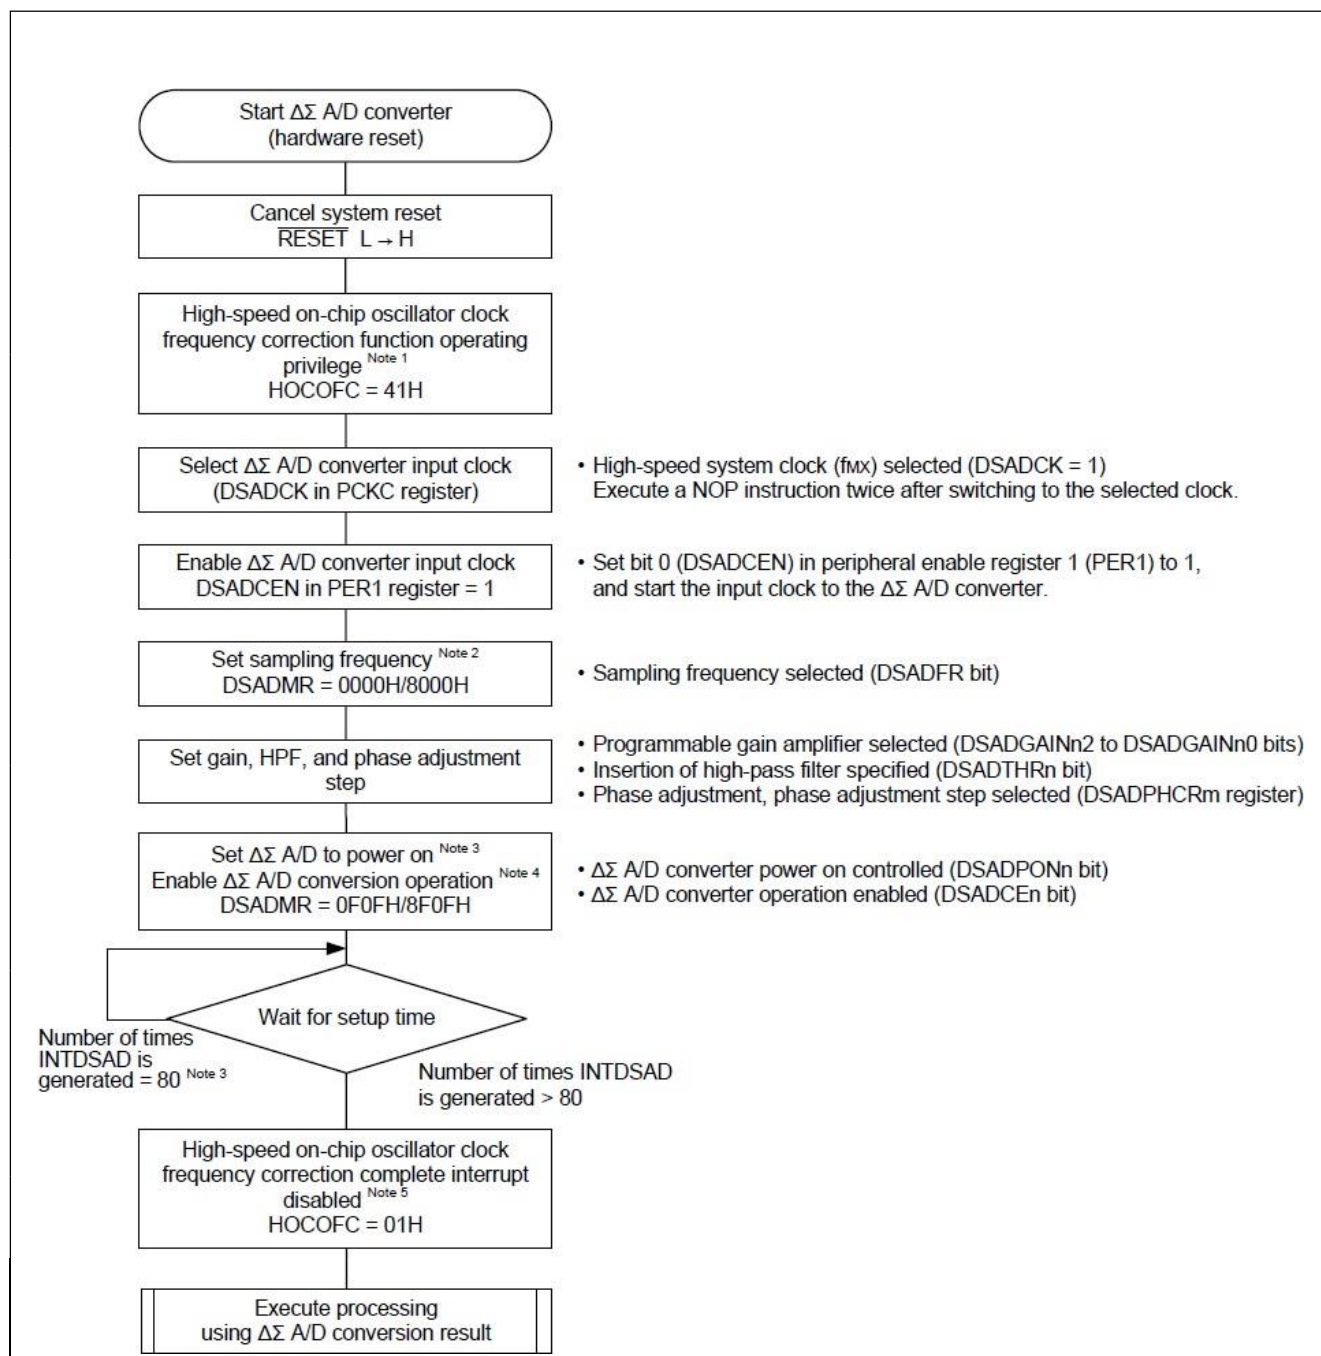 Start ΔΣ A/D converter
(hardware reset)
Cancel system reset
RESET L → H
High-speed on-chip oscillator clock
frequency correction function operating
privilege Note 1
HOCOFC = 41H
Select ΔΣ A/D converter input clock
(DSADCK in PCKC register)
• High-speed system clock (fMX) selected (DSADCK = 1)
Execute a NOP instruction twice after switching to the selected clock.
Enable ΔΣ A/D converter input clock
DSADCEN in PER1 register = 1
• Set bit 0 (DSADCEN) in peripheral enable register 1 (PER1) to 1,
and start the input clock to the ΔΣ A/D converter.
Set sampling frequency Note 2
DSADMR = 0000H/8000H
• Sampling frequency selected (DSADFR bit)
Set gain, HPF, and phase adjustment
step
• Programmable gain amplifier selected (DSADGAINn2 to DSADGAINn0 bits)
• Insertion of high-pass filter specified (DSADTHRn bit)
• Phase adjustment, phase adjustment step selected (DSADPHCRm register)
Set ΔΣ A/D to power on Note 3
Enable ΔΣ A/D conversion operation Note 4
DSADMR = 0F0FH/8F0FH
• ΔΣ A/D converter power on controlled (DSADPONn bit)
• ΔΣ A/D converter operation enabled (DSADCEn bit)
Wait for setup time
Number of times
INTDSAD is
generated = 80 Note 3
Number of times INTDSAD
is generated > 80
High-speed on-chip oscillator clock
frequency correction complete interrupt
disabled Note 5
HOCOFC = 01H
Execute processing
using ΔΣ A/D conversion result